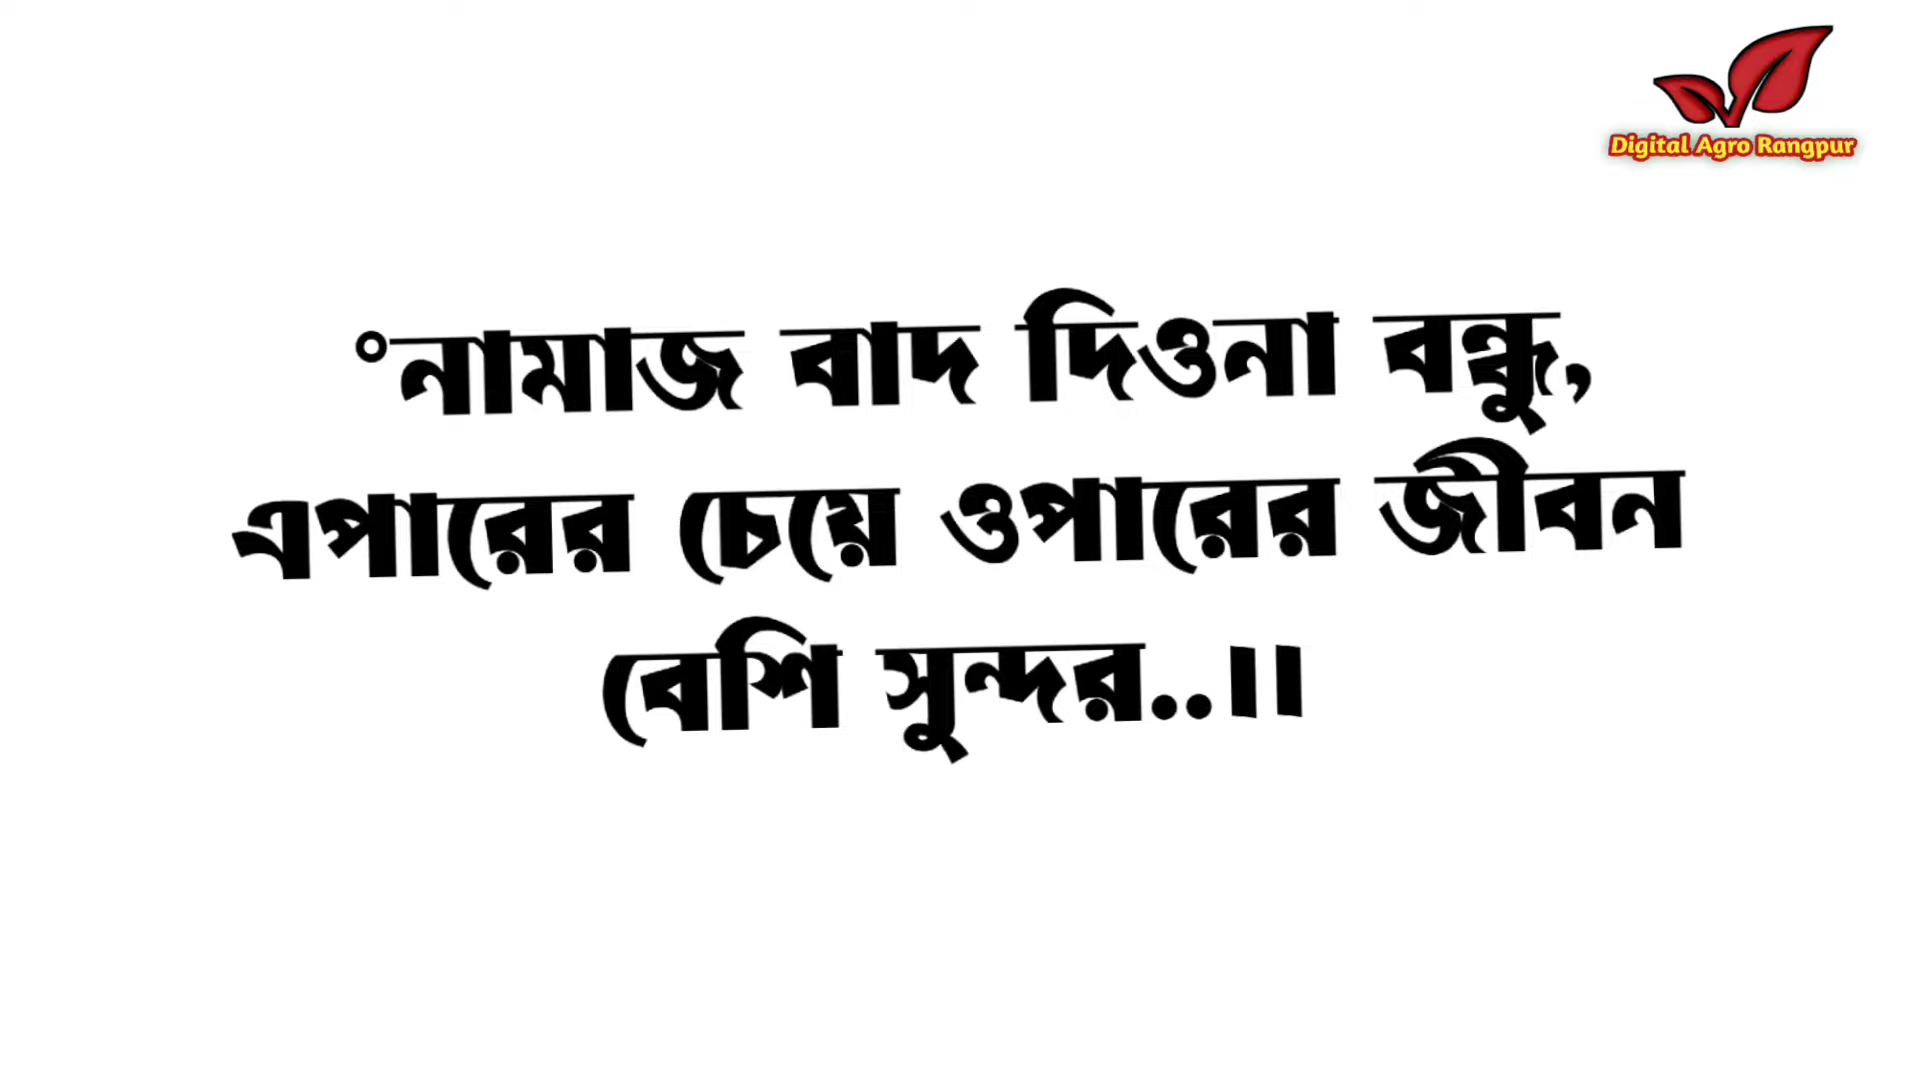 Digital Agro Rangpur
°নামাজ বাদ দিওনা বন্ধু,
এপারের চেয়ে ওপারের জীবন
বেশি সুন্দর..।।